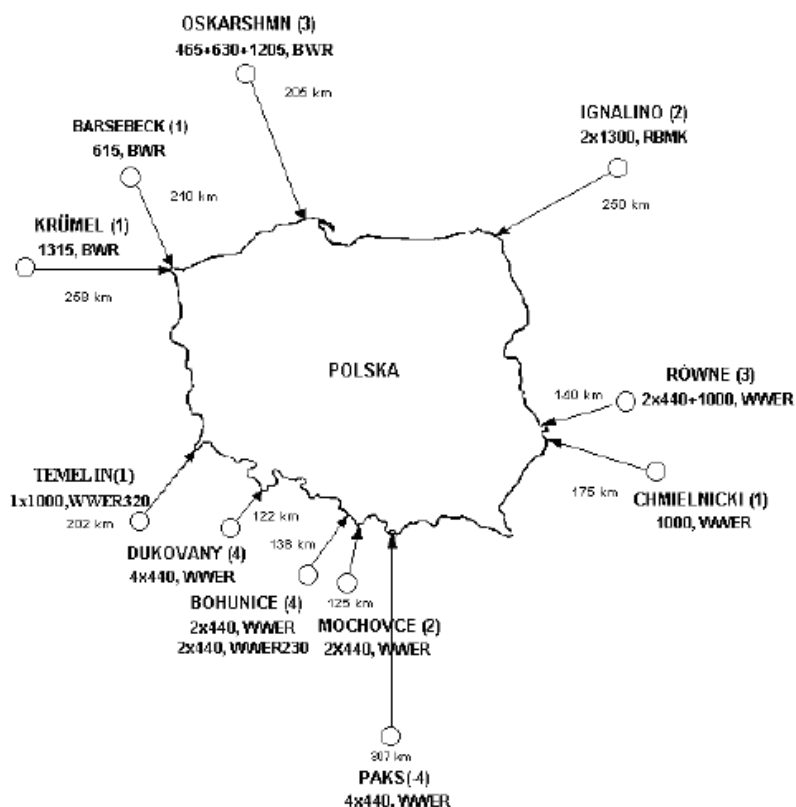 OSKARSHMN (3)
465+630+1205, BWR
205 km
IGNALINO (2)
2x1300, RBMK
250 km
BARSEBECK (1)
615, BWR
240 km
KRÜMEL (1)
1315, BWR
259 km
POLSKA
RÓWNE (3)
2x440+1000, WWER
140 km
CHMIELNICKI (1)
1000, WWER
175 km
TEMELIN(1)
1x1000,WWER320
202 km
DUKOVANY (4)
4x440, WWER
122 km
BOHUNICE (4)
2x440, WWER
2x440, WWER230
138 km
MOCHOVCE (2)
2X440, WWER
125 km
km
PAKS(-4)
4x440, WWER